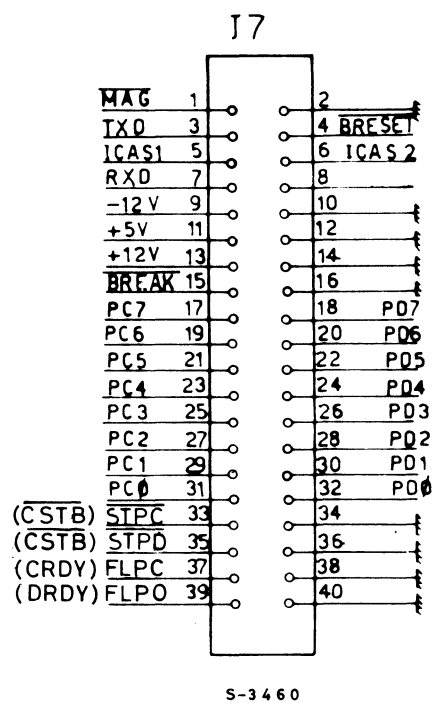 J7
MAG 1 2
TXD 3 4 BRESET
ICAS1 5 6 ICAS2
RXD 7 8
-12V 9 10
+5V 11 12
+12V 13 14
BREAK 15 16
PC7 17 18 PD7
PC6 19 20 PD6
PC5 21 22 PD5
PC4 23 24 PD4
PC3 25 26 PD3
PC2 27 28 PD2
PC1 29 30 PD1
PCØ 31 32 PDØ
(CSTB) STPC 33 34
(CSTB) STPD 35 36
(CRDY) FLPC 37 38
(DRDY) FLPO 39 40
S-3460